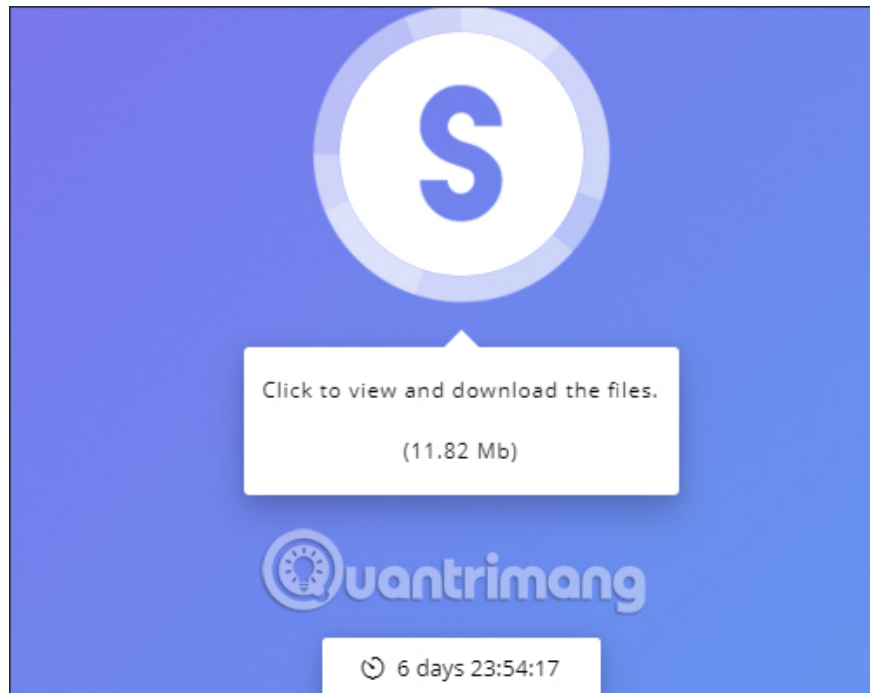 S
Click to view and download the files.
(11.82 Mb)
Quantrimang
6 days 23:54:17